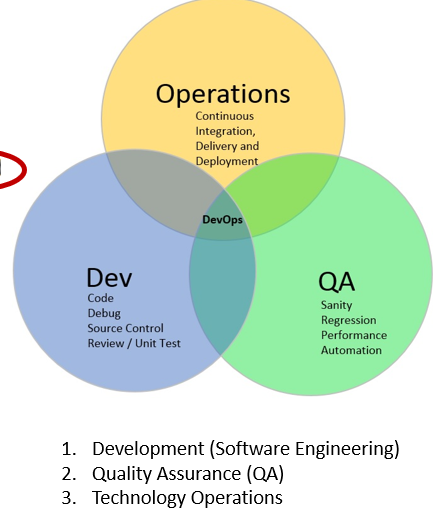 Operations
Continuous
Integration,
Delivery and
Deployment
DevOps
Dev
Code
Debug
Source Control
Review / Unit Test
QA
Sanity
Regression
Performance
Automation
1. Development (Software Engineering)
2. Quality Assurance (QA)
3. Technology Operations